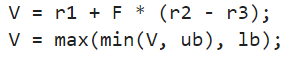 V = r1 + F * (r2 - r3);
V = max(min(V, ub), lb);